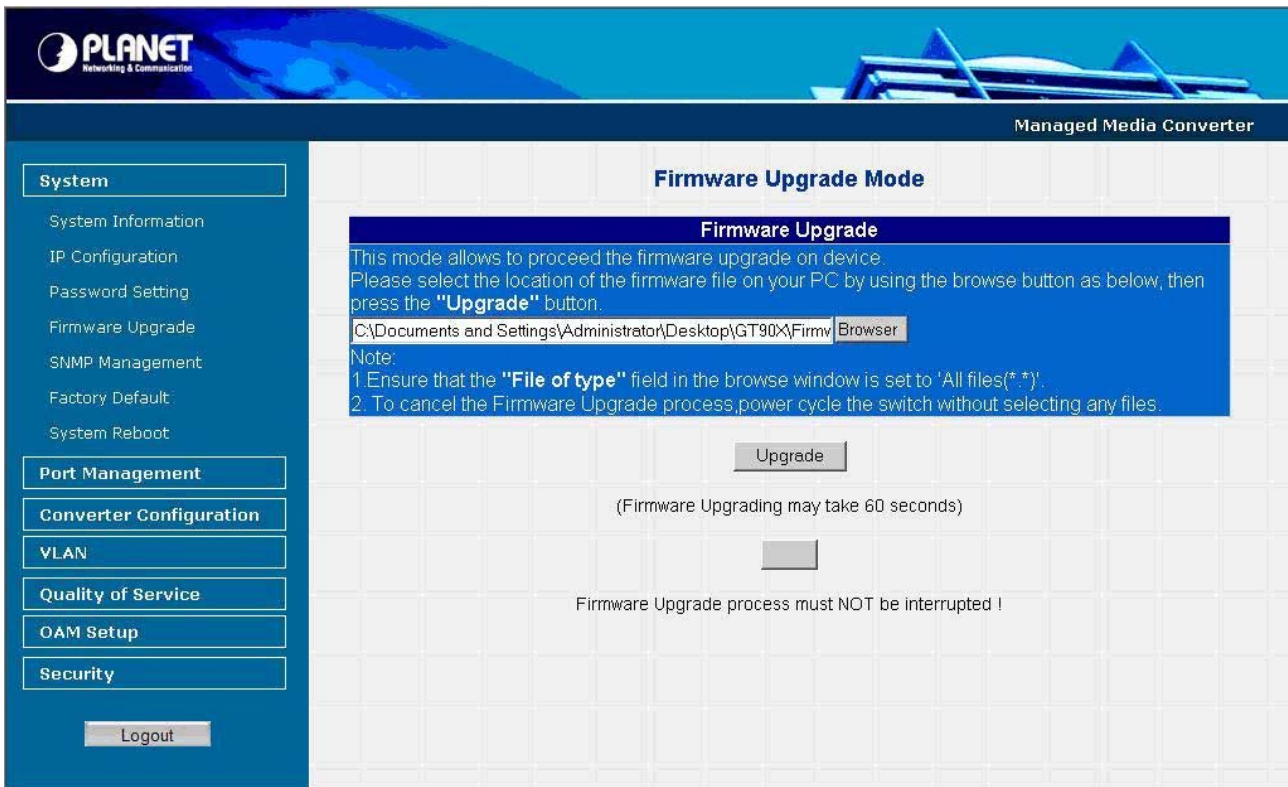 PLANET
Networking & Communication
Managed Media Converter
System
System Information
IP Configuration
Password Setting
Firmware Upgrade
SNMP Management
Factory Default
System Reboot
Port Management
Converter Configuration
VLAN
Quality of Service
OAM Setup
Security
Logout
Firmware Upgrade Mode
Firmware Upgrade
This mode allows to proceed the firmware upgrade on device.
Please select the location of the firmware file on your PC by using the browse button as below, then
press the "Upgrade" button.
C:\Documents and Settings\Administrator\Desktop\GT90X\Firmv Browser
Note:
1.Ensure that the "File of type" field in the browse window is set to 'All files(*.*)'.
2. To cancel the Firmware Upgrade process,power cycle the switch without selecting any files.
Upgrade
(Firmware Upgrading may take 60 seconds)
Firmware Upgrade process must NOT be interrupted !